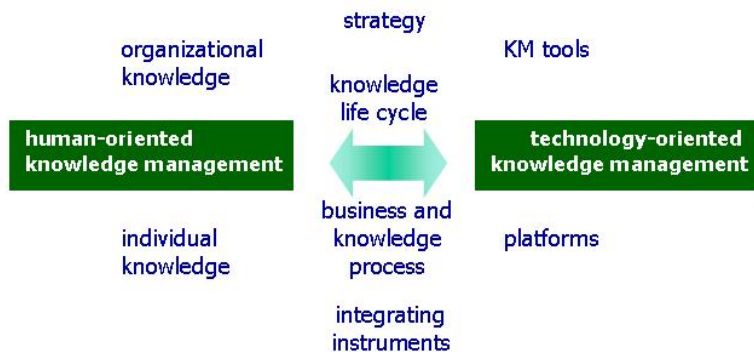 strategy
organizational
knowledge
KM tools
knowledge
life cycle
human-oriented
knowledge management
technology-oriented
knowledge management
business and
knowledge
process
individual
knowledge
platforms
integrating
instruments